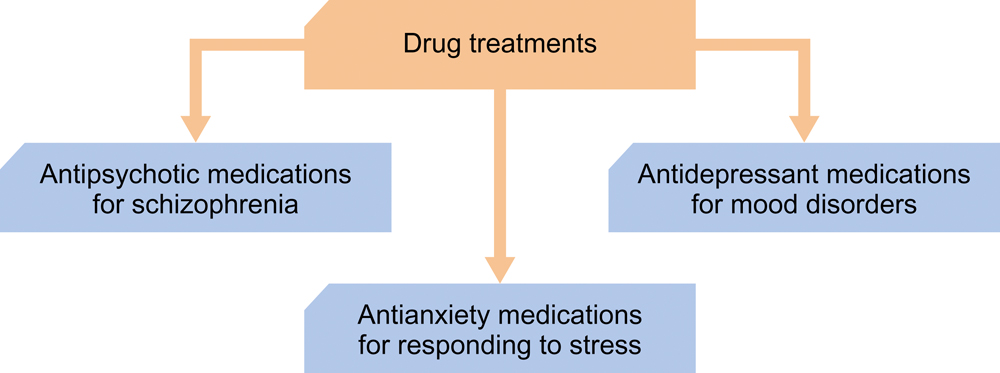 Drug treatments
Antipsychotic medications
for schizophrenia
Antidepressant medications
for mood disorders
Antianxiety medications
for responding to stress